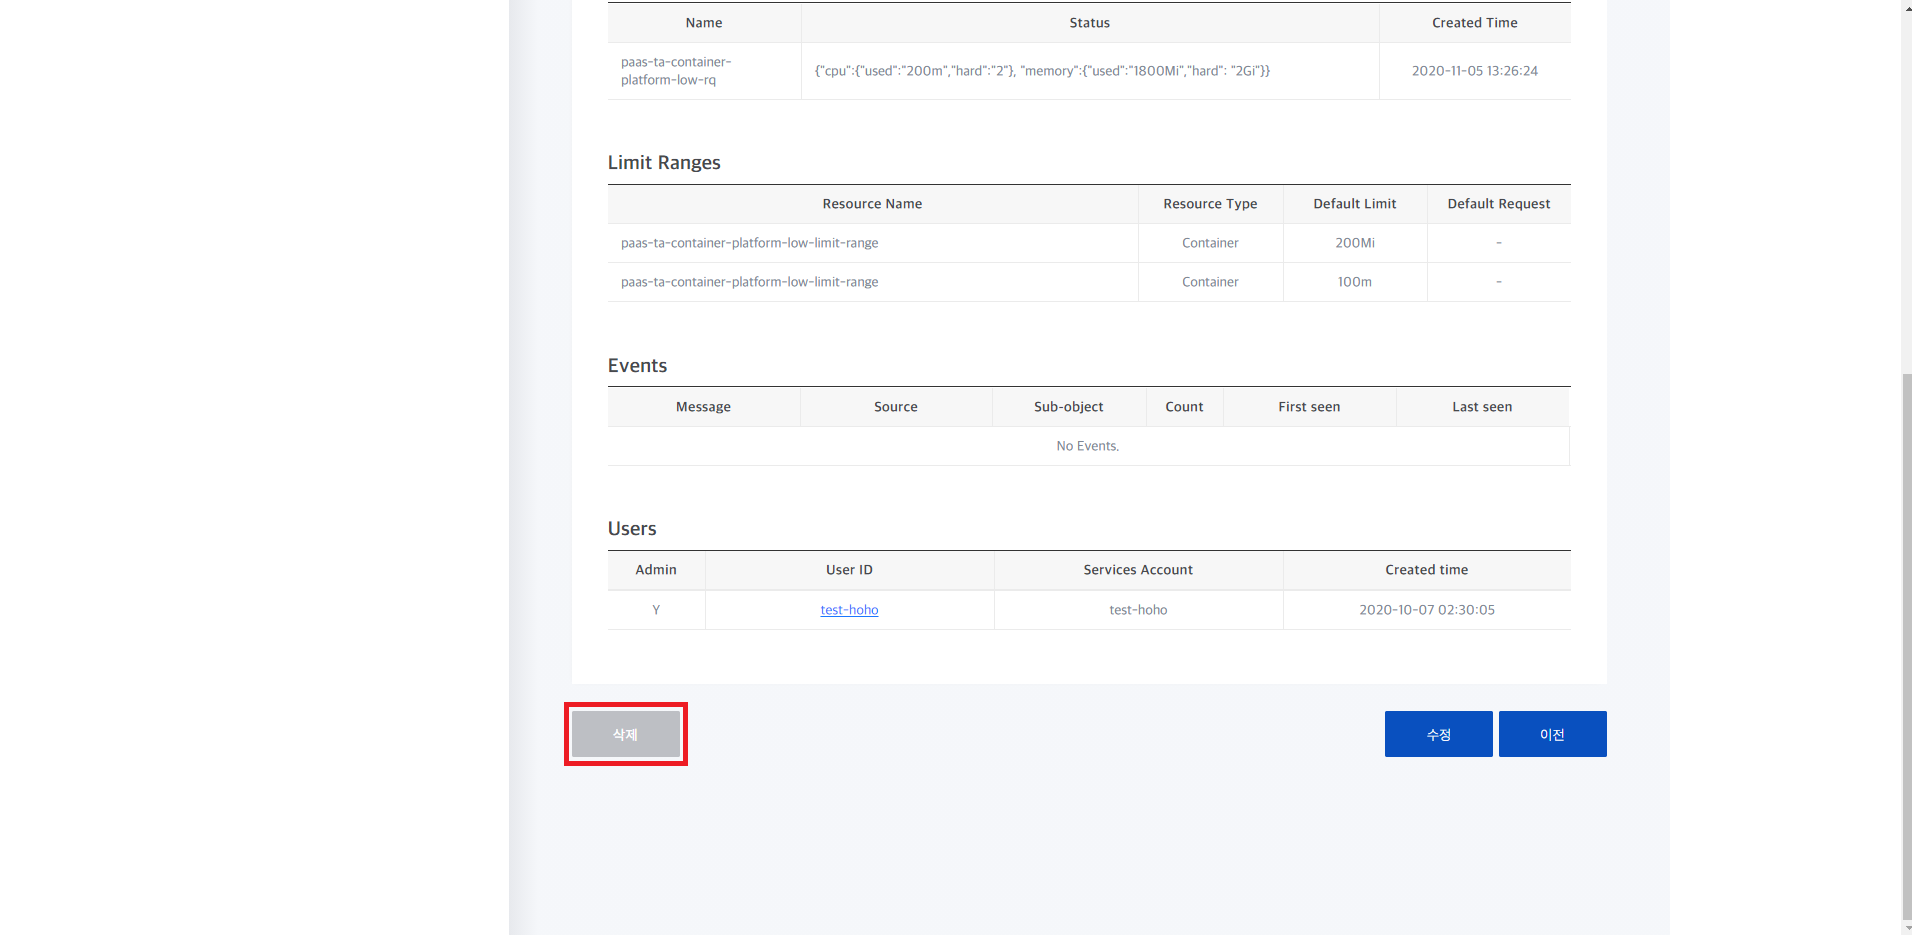 Name Status Created Time
paas-ta-container-
platform-low-rq
{"cpu":{"used":"200m","hard":"2"}, "memory":{"used":"1800Mi","hard": "2Gi"}} 2020-11-05 13:26:24
Limit Ranges
Resource Name Resource Type Default Limit Default Request
paas-ta-container-platform-low-limit-range Container 200Mi -
paas-ta-container-platform-low-limit-range Container 100m -
Events
Message Source Sub-object Count First seen Last seen
No Events.
Users
Admin User ID Services Account Created time
Y test-hoho test-hoho 2020-10-07 02:30:05
삭제 수정 이전